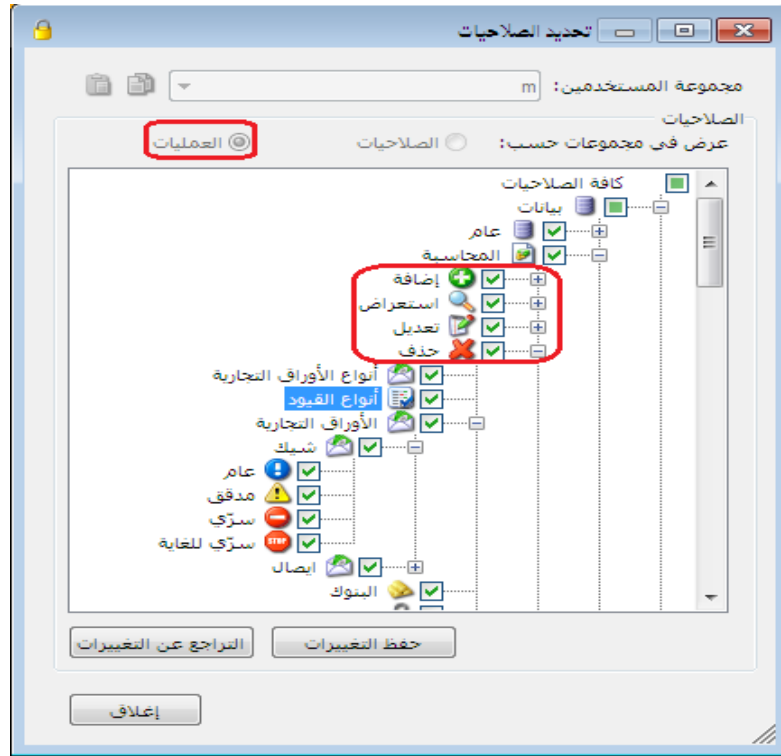 تحديد الصلاحيات
مجموعة المستخدمين: m
الصلاحيات
عرض في مجموعات حسب: الصلاحيات العمليات
كافة الصلاحيات
بيانات
عام
المحاسبة
إضافة
استعراض
تعديل
حذف
أنواع الأوراق التجارية
أنواع القيود
الأوراق التجارية
شيك
عام
مدقق
سرّي
سرّي للغاية
STOP
ايصال
البنوك
حفظ التغييرات التراجع عن التغييرات
إغلاق